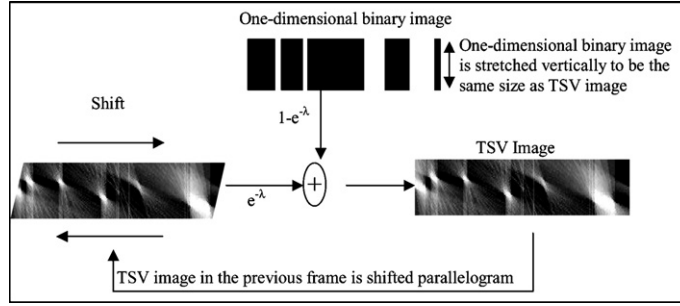 One-dimensional binary image
One-dimensional binary image
is stretched vertically to be the
same size as TSV image
Shift
1-e^-λ
TSV Image
+
e^-λ
TSV image in the previous frame is shifted parallelogram